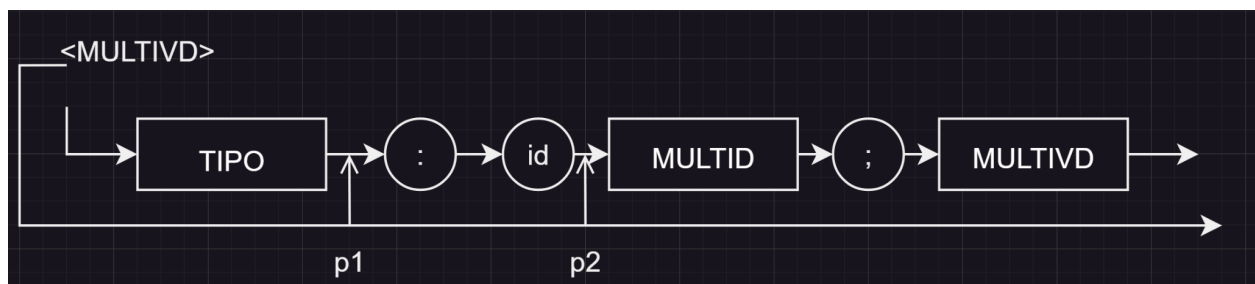 <MULTIVD>
TIPO : id MULTID ; MULTIVD
p1 p2